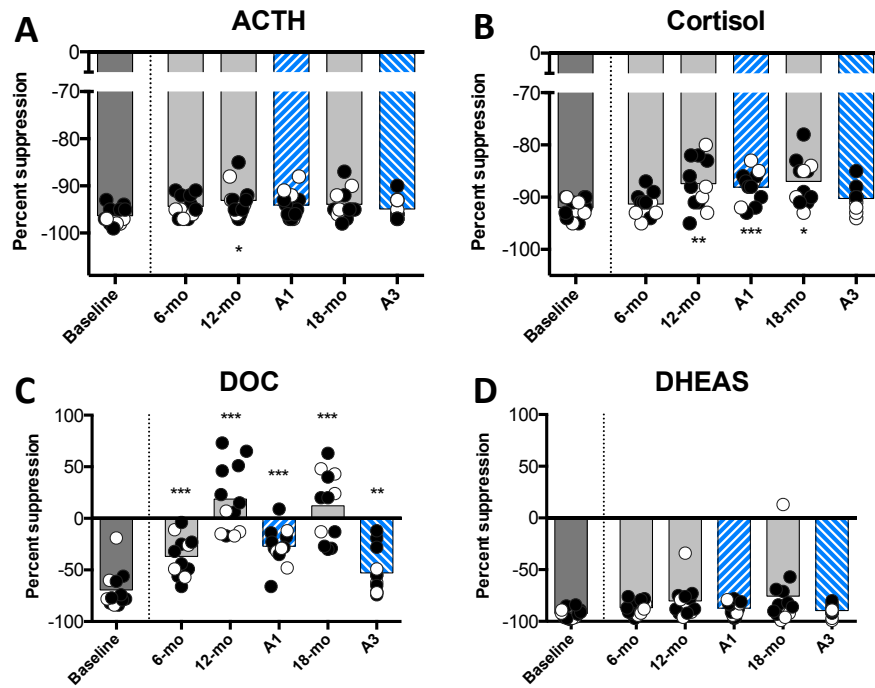 A
ACTH
Percent suppression
0
-70
-80
-90
-100
*
Baseline
6-mo
12-mo
A1
18-mo
A3
B
Cortisol
Percent suppression
0
-70
-80
-90
-100
**
***
*
Baseline
6-mo
12-mo
A1
18-mo
A3
C
DOC
Percent suppression
100
50
0
-50
-100
***
***
***
***
**
Baseline
6-mo
12-mo
A1
18-mo
A3
D
DHEAS
Percent suppression
100
50
0
-50
-100
Baseline
6-mo
12-mo
A1
18-mo
A3